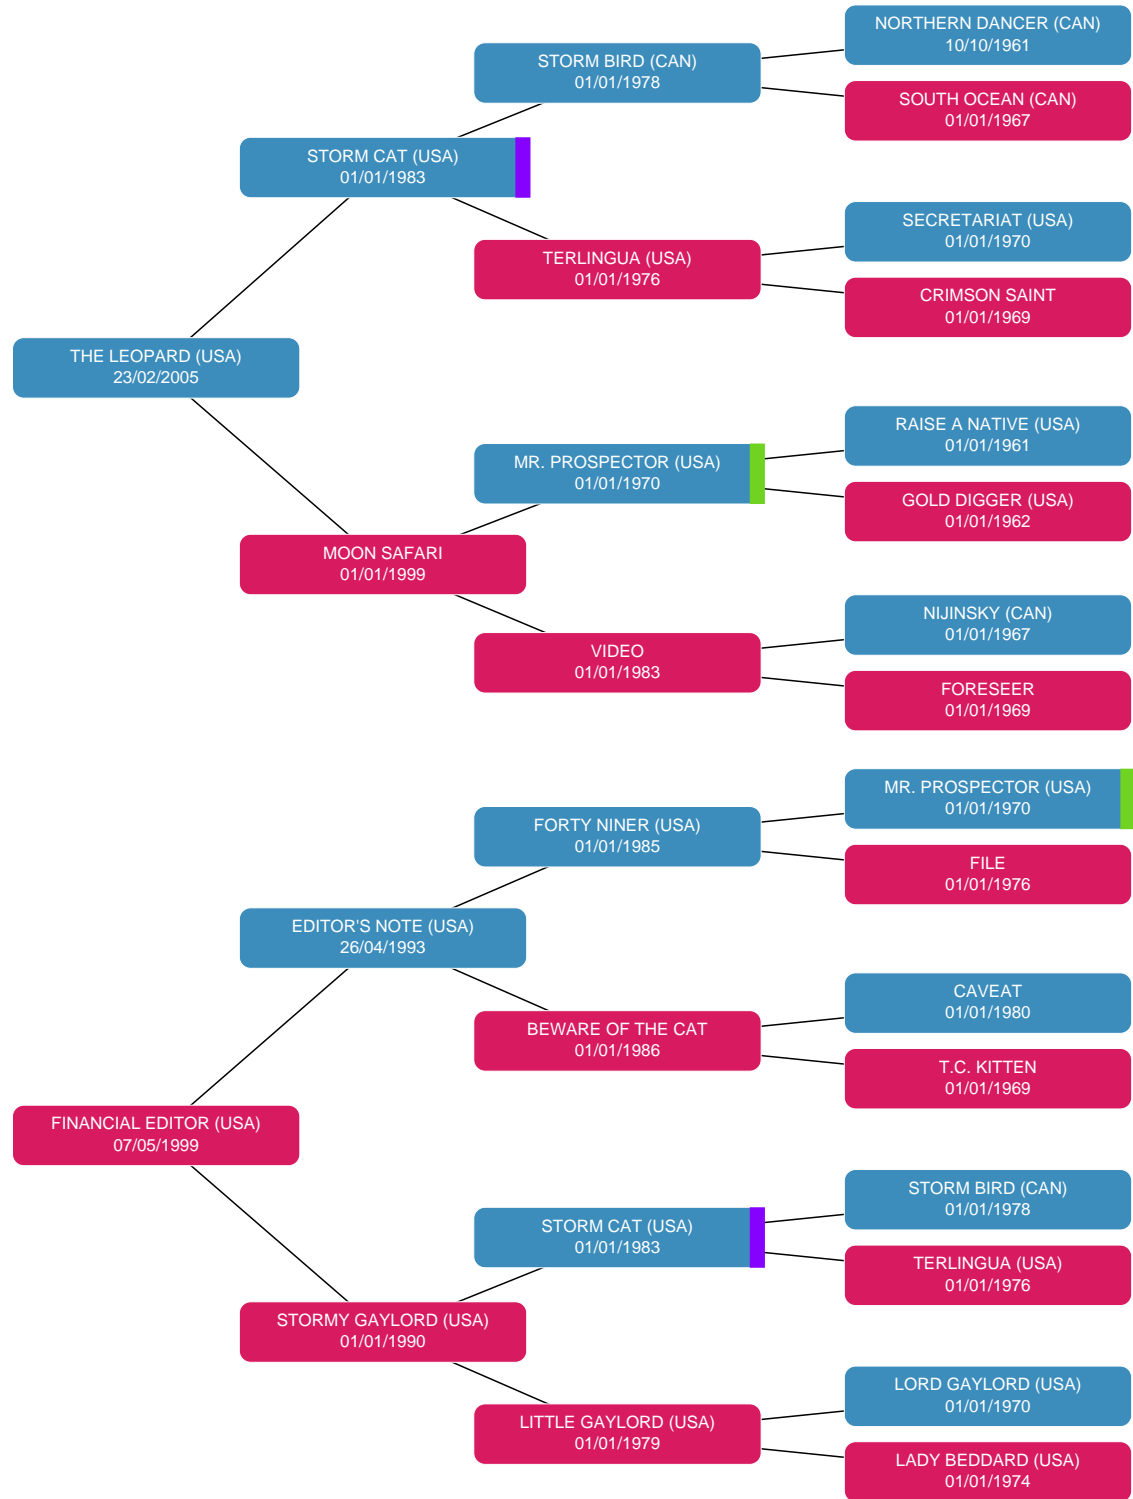 NORTHERN DANCER (CAN)
10/10/1961
STORM BIRD (CAN)
01/01/1978
SOUTH OCEAN (CAN)
01/01/1967
STORM CAT (USA)
01/01/1983
SECRETARIAT (USA)
01/01/1970
TERLINGUA (USA)
01/01/1976
CRIMSON SAINT
01/01/1969
THE LEOPARD (USA)
23/02/2005
RAISE A NATIVE (USA)
01/01/1961
MR. PROSPECTOR (USA)
01/01/1970
GOLD DIGGER (USA)
01/01/1962
MOON SAFARI
01/01/1999
NIJINSKY (CAN)
01/01/1967
VIDEO
01/01/1983
FORESEER
01/01/1969
MR. PROSPECTOR (USA)
01/01/1970
FORTY NINER (USA)
01/01/1985
FILE
01/01/1976
EDITOR'S NOTE (USA)
26/04/1993
CAVEAT
01/01/1980
BEWARE OF THE CAT
01/01/1986
T.C. KITTEN
01/01/1969
FINANCIAL EDITOR (USA)
07/05/1999
STORM BIRD (CAN)
01/01/1978
STORM CAT (USA)
01/01/1983
TERLINGUA (USA)
01/01/1976
STORMY GAYLORD (USA)
01/01/1990
LORD GAYLORD (USA)
01/01/1970
LITTLE GAYLORD (USA)
01/01/1979
LADY BEDDARD (USA)
01/01/1974